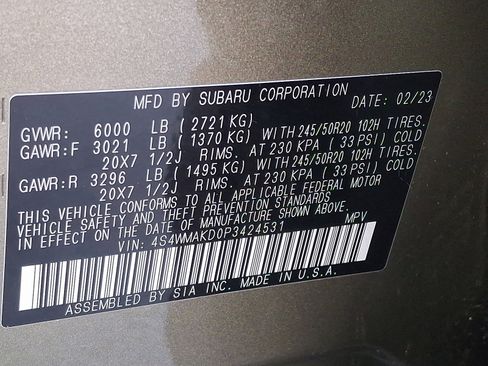 MFD BY SUBARU CORPORATION DATE: 02/23
GVWR: 6000 LB (2721 KG)
GAWR:F 3021 LB (1370 KG) WITH 245/50R20 102H TIRES.
20X7 1/2J RIMS. AT 230 KPA (33 PSI) COLD
GAWR:R 3296 LB (1495 KG) WITH 245/50R20 102H TIRES.
20X7 1/2J RIMS. AT 230 KPA (33 PSI) COLD
THIS VEHICLE CONFORMS TO ALL APPLICABLE FEDERAL MOTOR
VEHICLE SAFETY, BUMPER, AND THEFT PREVENTION STANDARDS
IN EFFECT ON THE DATE OF MANUFACTURE SHOWN ABOVE.
VIN: 4S4WMAKD0P3424531 MPV
ASSEMBLED BY SIA INC. MADE IN U.S.A.